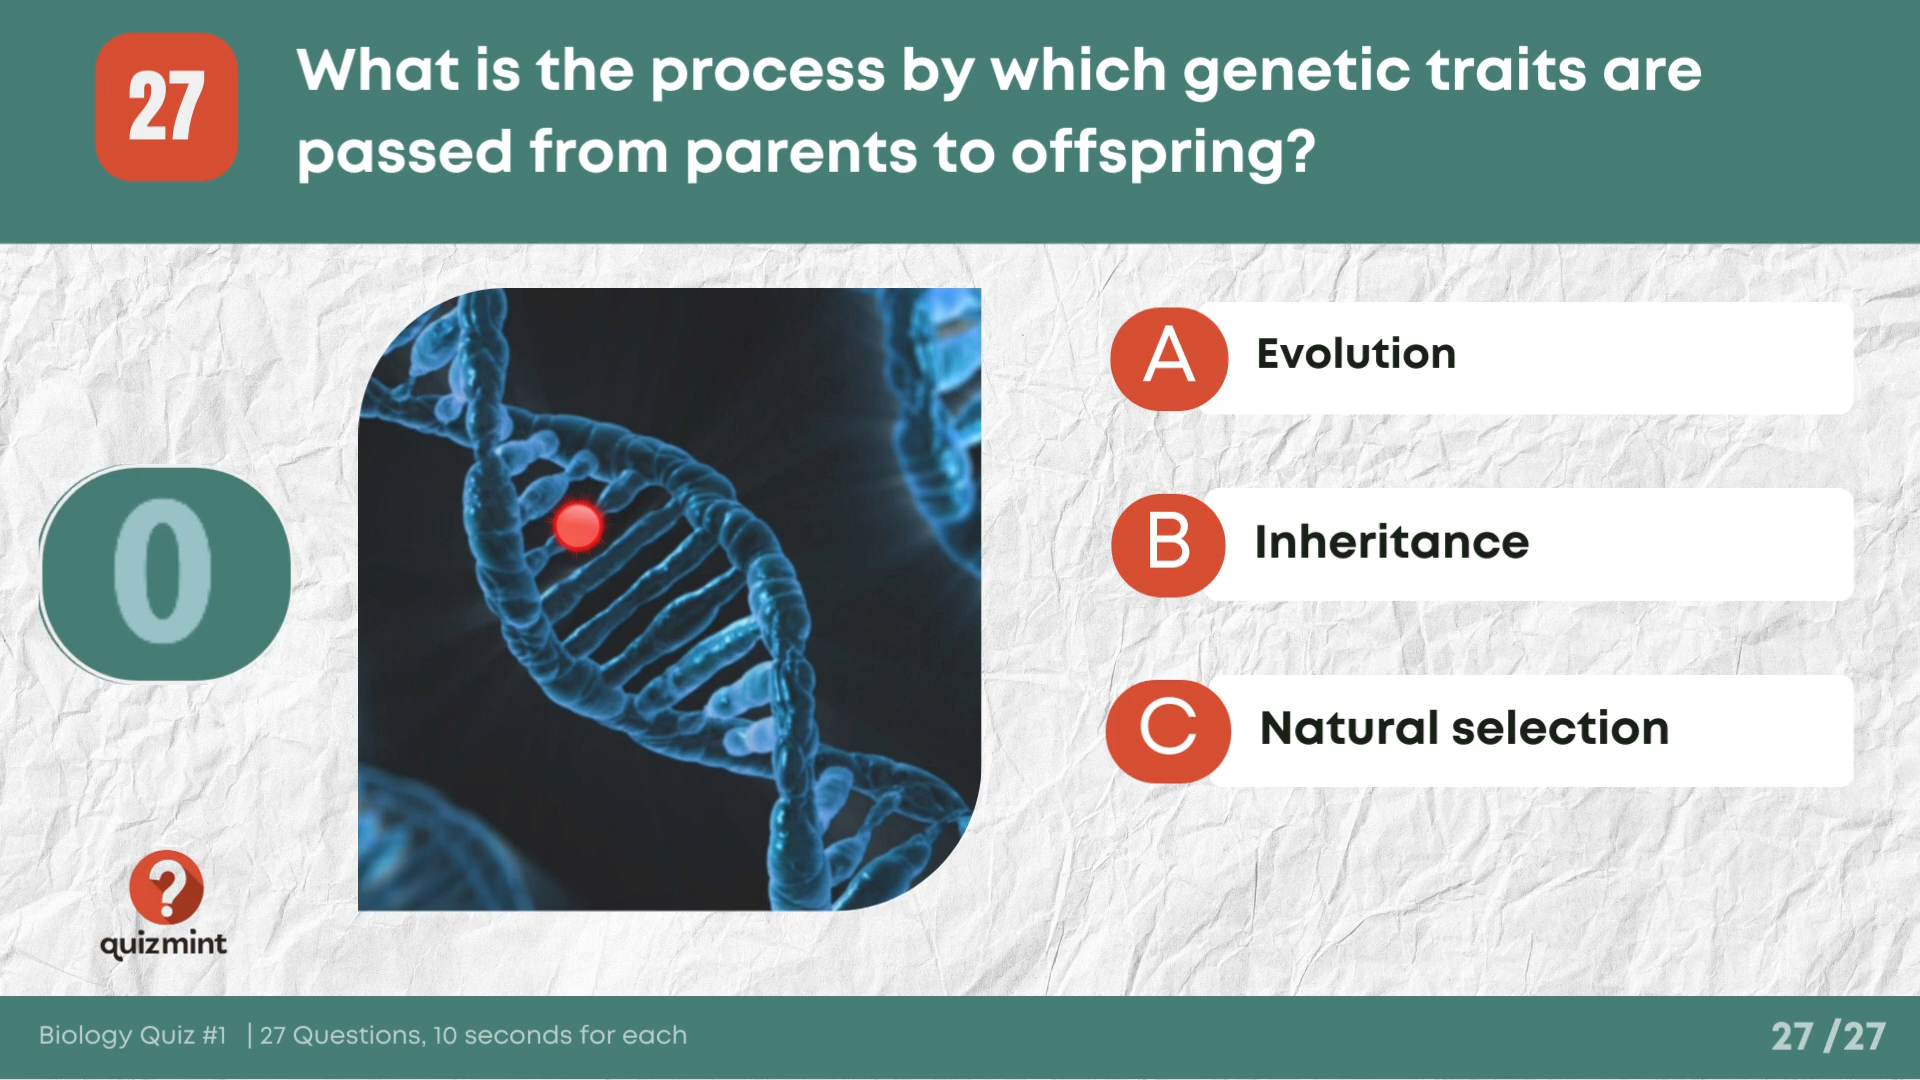 27
What is the process by which genetic traits are
passed from parents to offspring?
A Evolution
B Inheritance
C Natural selection
0
?
quizmint
Biology Quiz #1 | 27 Questions, 10 seconds for each
27 /27